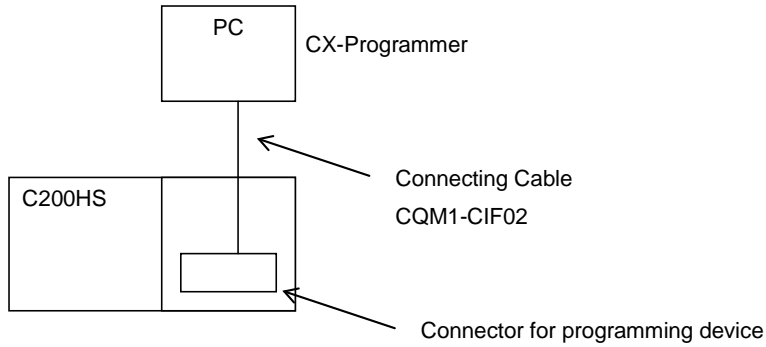 PC
CX-Programmer
Connecting Cable
CQM1-CIF02
C200HS
Connector for programming device